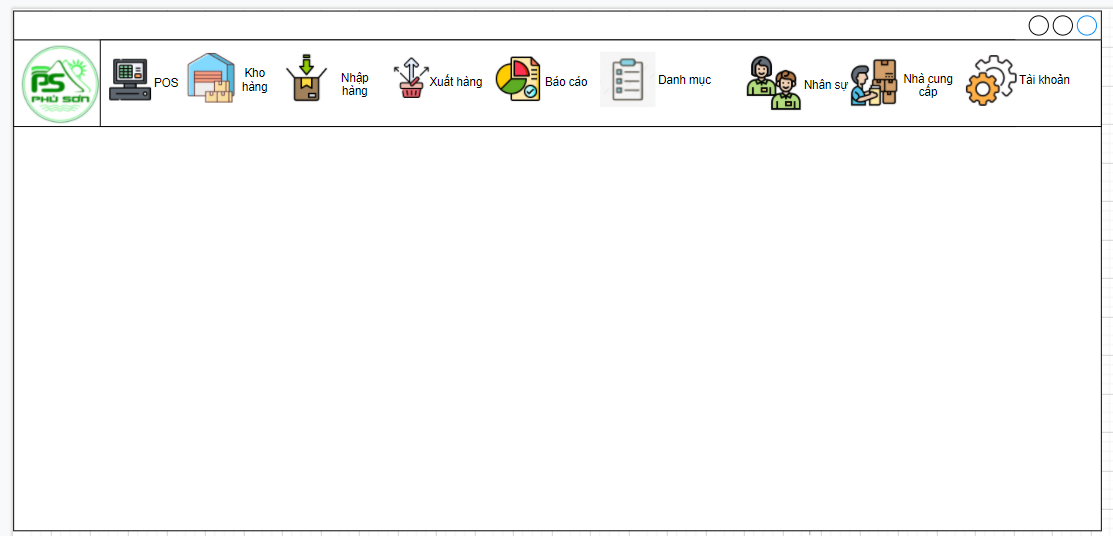 PS
PHÚ SƠN
POS
Kho
hàng
Nhập
hàng
Xuất hàng
Báo cáo
Danh mục
Nhân sự
Nhà cung
cấp
Tài khoản